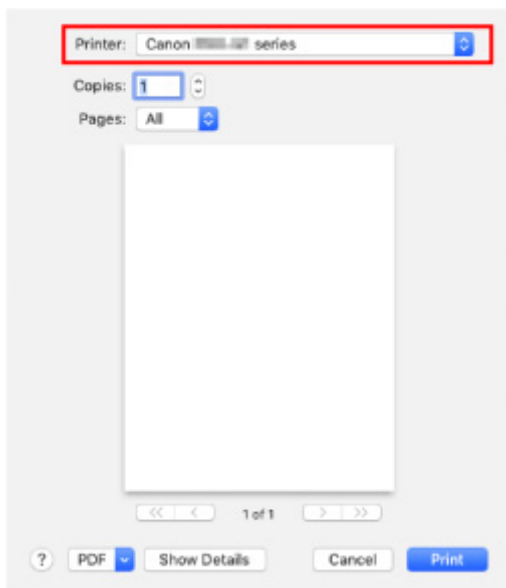 Printer: Canon series
Copies: 1
Pages: All
<< < 1 of 1 > >>
? PDF Show Details Cancel Print